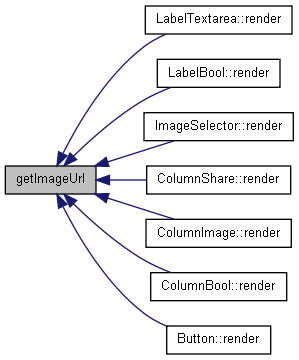 LabelTextarea::render
LabelBool::render
ImageSelector::render
getImageUrl
ColumnShare::render
ColumnImage::render
ColumnBool::render
Button::render